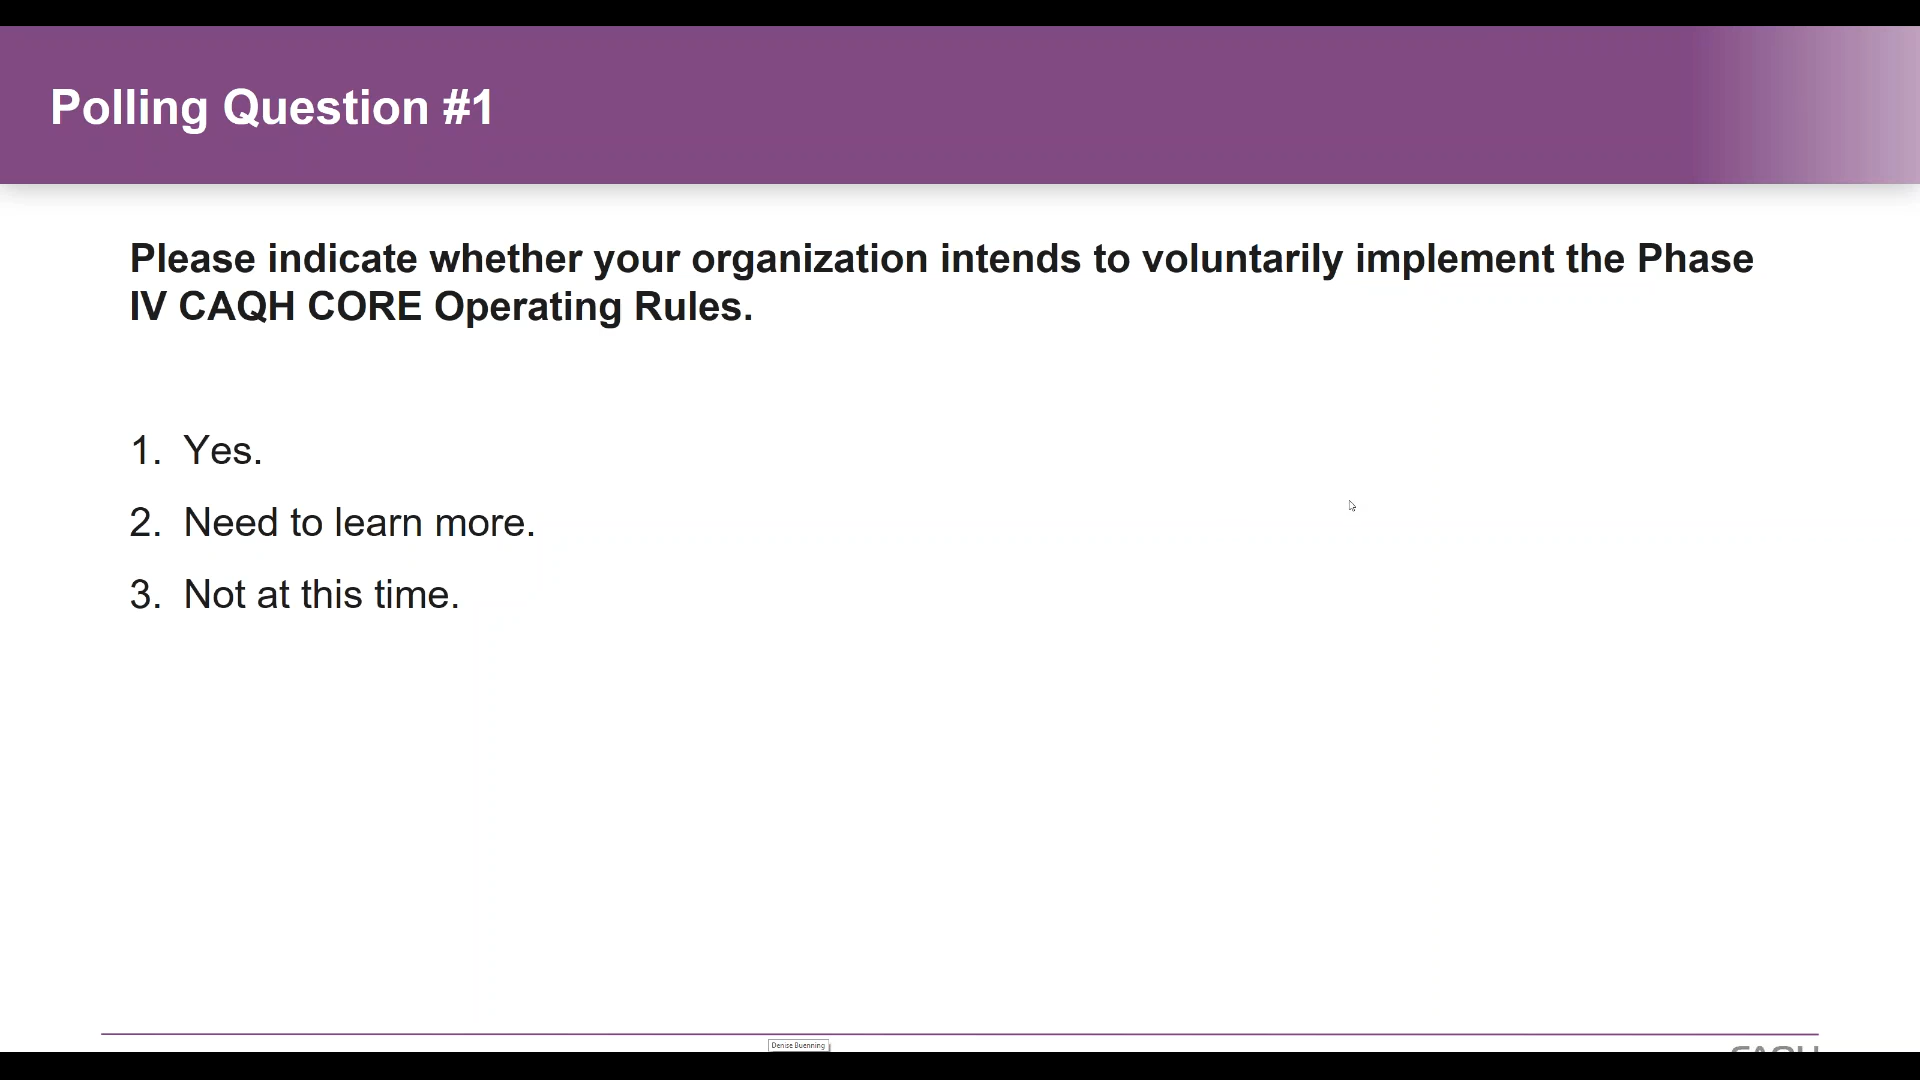 Polling Question #1
Please indicate whether your organization intends to voluntarily implement the Phase
IV CAQH CORE Operating Rules.
1. Yes.
2. Need to learn more.
3. Not at this time.
Denise Buenning
CAQH